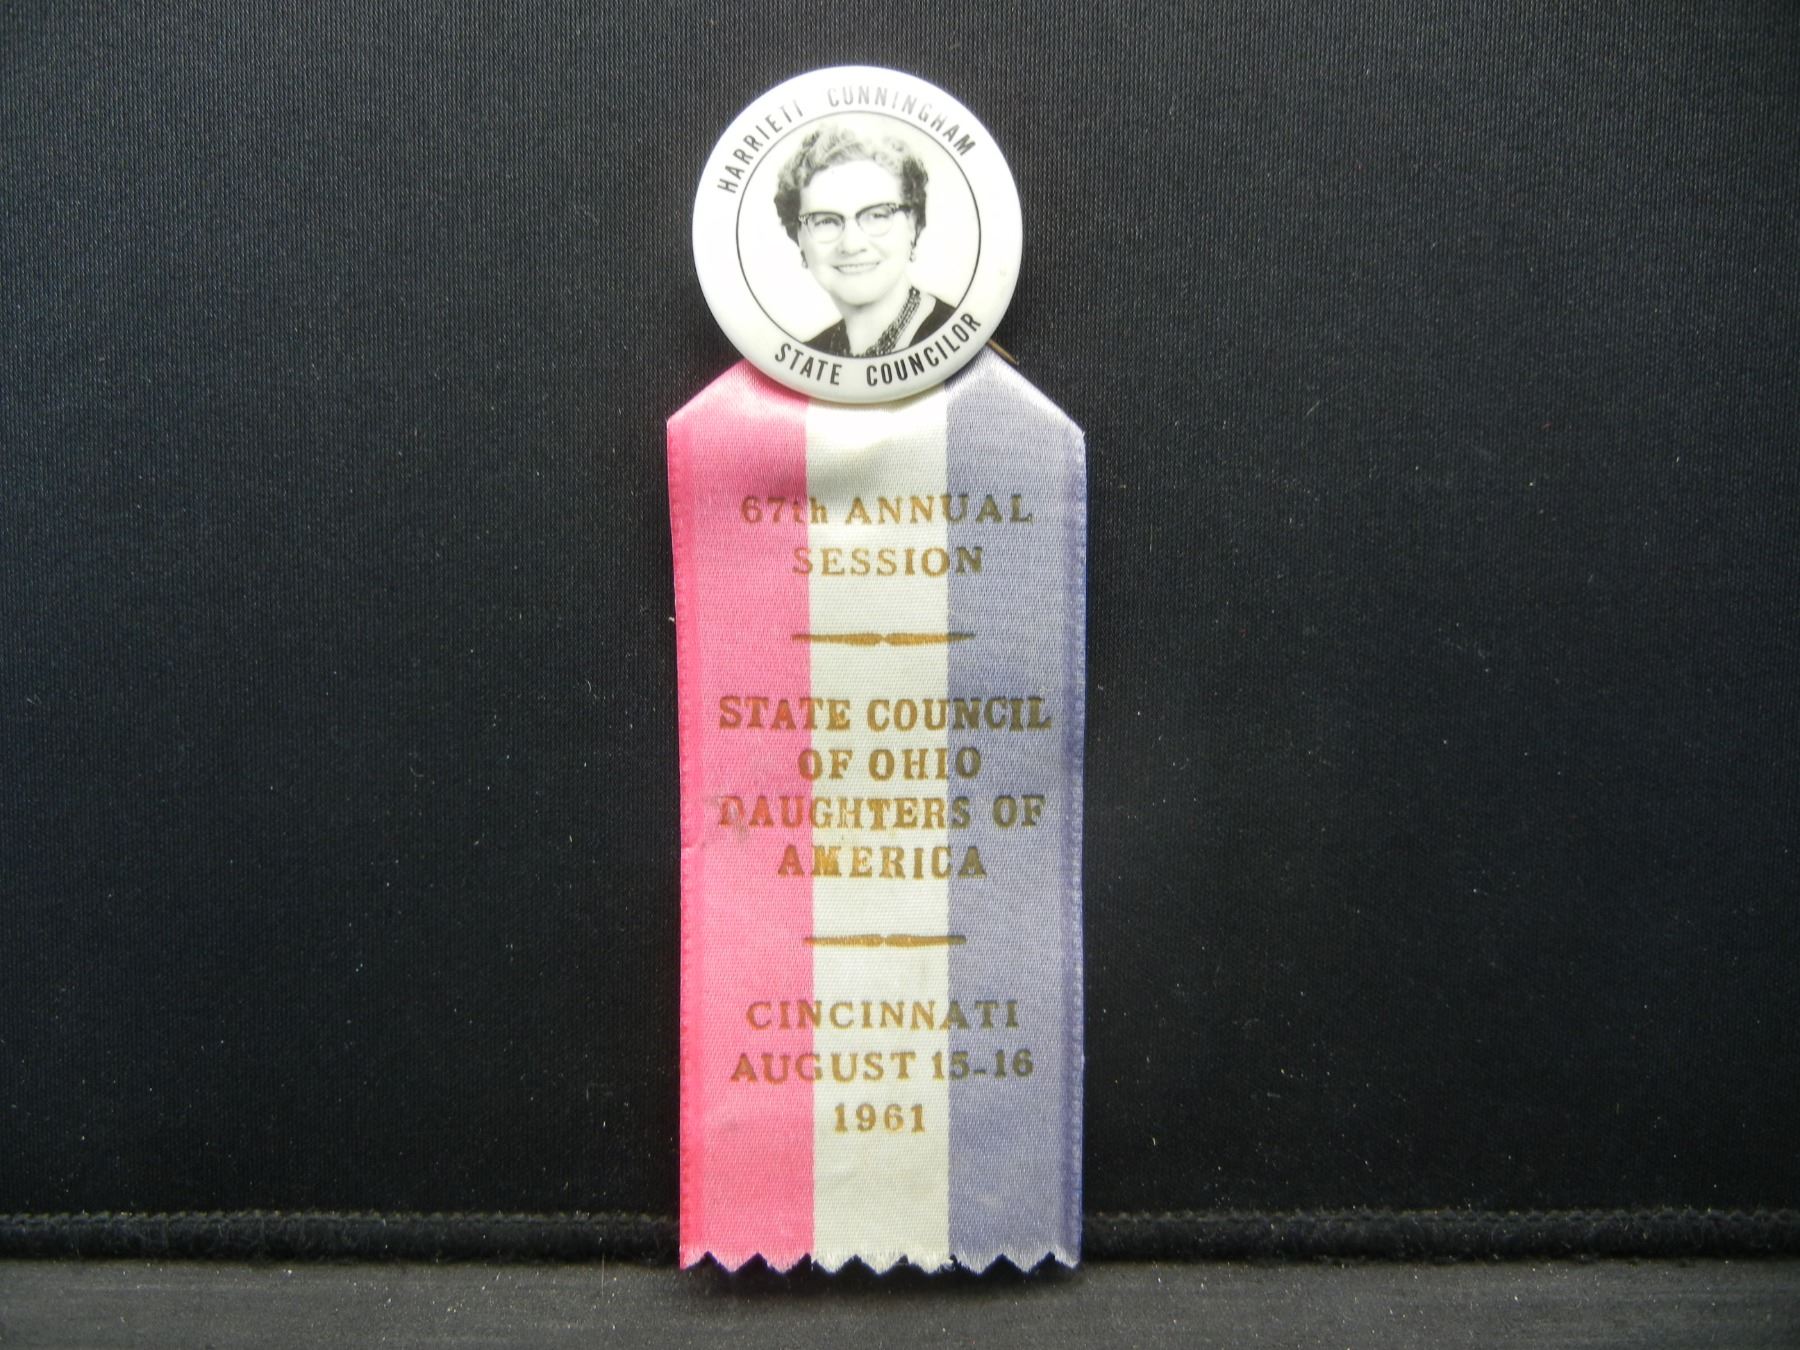 HARRIETT CUNNINGHAM
STATE COUNCILOR
67th ANNUAL
SESSION
STATE COUNCIL
OF OHIO
DAUGHTERS OF
AMERICA
CINCINNATI
AUGUST 15-16
1961